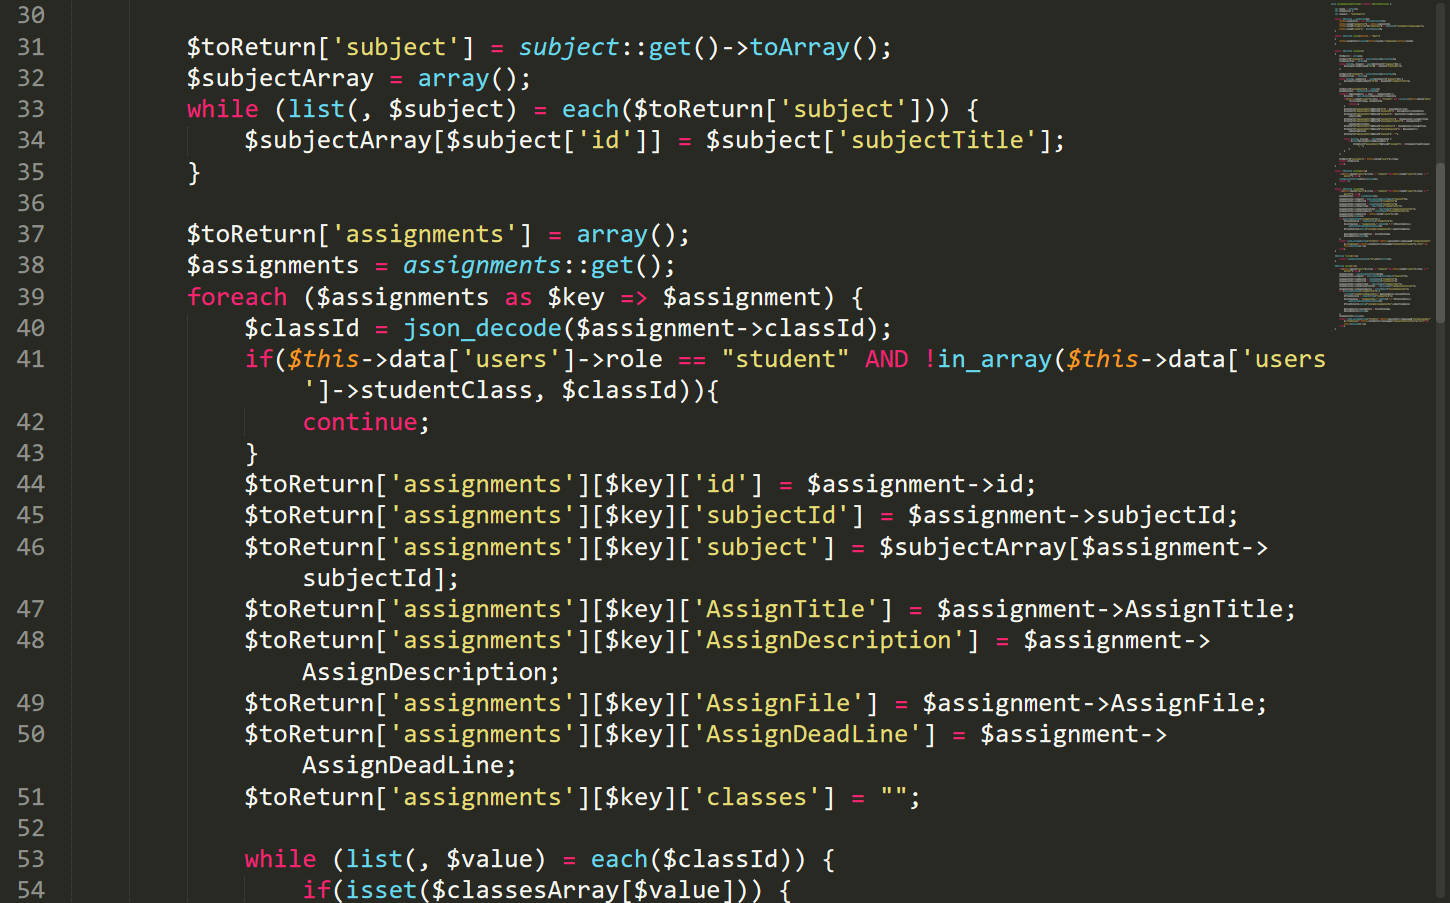 30
31 $toReturn['subject'] = subject::get()->toArray();
32 $subjectArray = array();
33 while (list(, $subject) = each($toReturn['subject'])) {
34 $subjectArray[$subject['id']] = $subject['subjectTitle'];
35 }
36
37 $toReturn['assignments'] = array();
38 $assignments = assignments::get();
39 foreach ($assignments as $key => $assignment) {
40 $classId = json_decode($assignment->classId);
41 if($this->data['users']->role == "student" AND !in_array($this->data['users
']->studentClass, $classId)){
42 continue;
43 }
44 $toReturn['assignments'][$key]['id'] = $assignment->id;
45 $toReturn['assignments'][$key]['subjectId'] = $assignment->subjectId;
46 $toReturn['assignments'][$key]['subject'] = $subjectArray[$assignment->
subjectId];
47 $toReturn['assignments'][$key]['AssignTitle'] = $assignment->AssignTitle;
48 $toReturn['assignments'][$key]['AssignDescription'] = $assignment->
AssignDescription;
49 $toReturn['assignments'][$key]['AssignFile'] = $assignment->AssignFile;
50 $toReturn['assignments'][$key]['AssignDeadLine'] = $assignment->
AssignDeadLine;
51 $toReturn['assignments'][$key]['classes'] = "";
52
53 while (list(, $value) = each($classId)) {
54 if(isset($classesArray[$value])) {